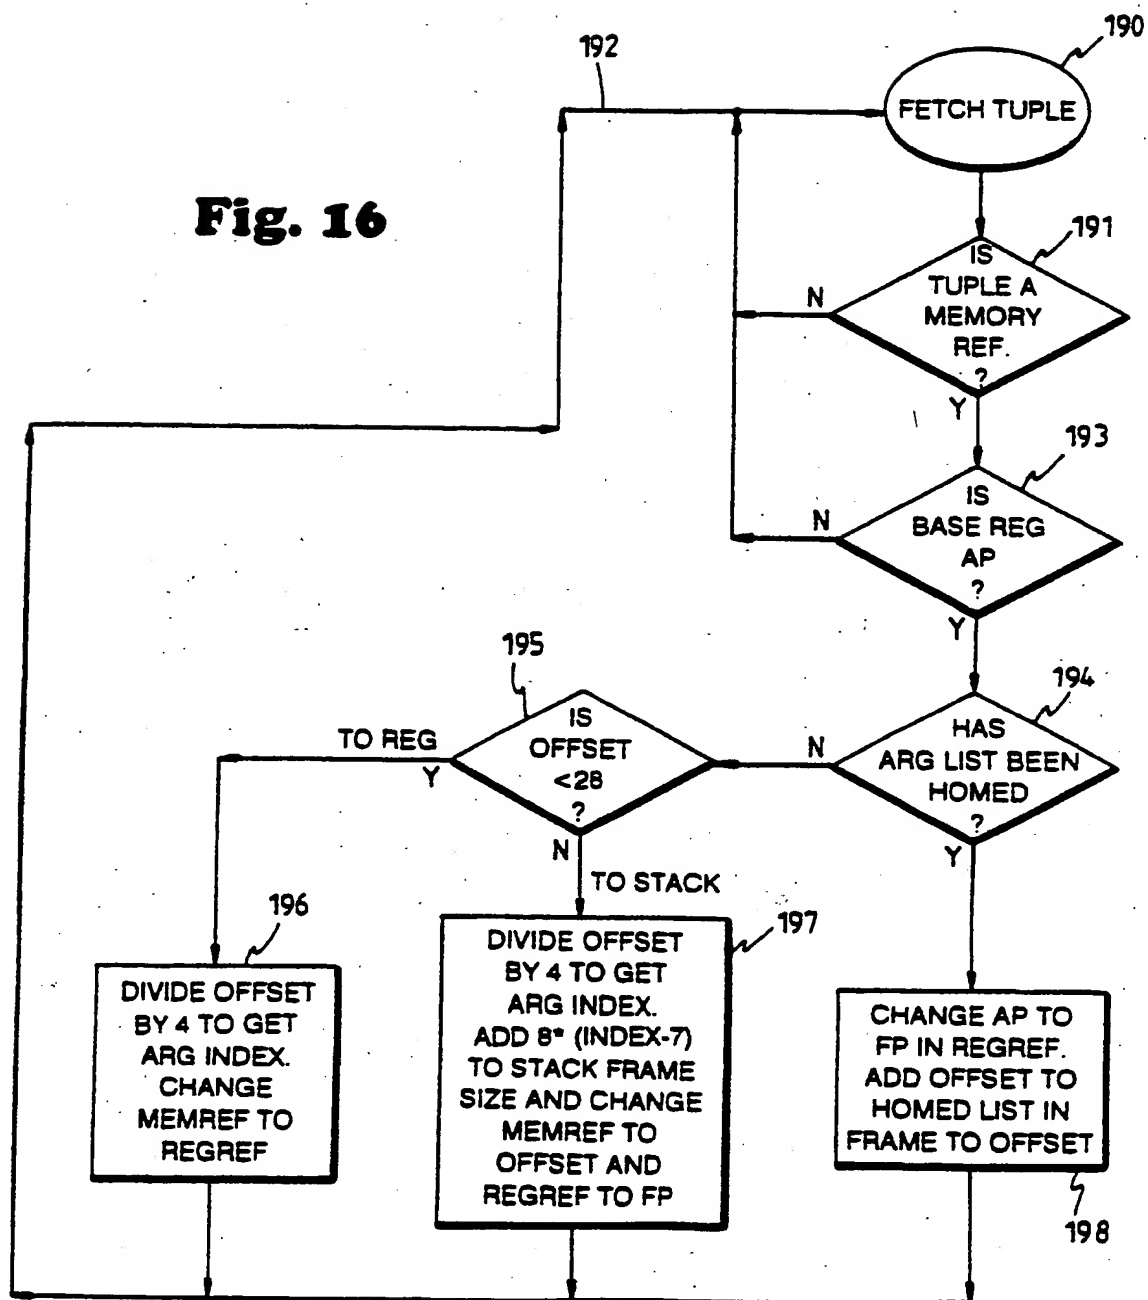 192
190
FETCH TUPLE
Fig. 16
191
IS
TUPLE A
MEMORY
REF.
?
N
Y
193
IS
BASE REG
AP
?
N
Y
195
194
IS
OFFSET
<28
?
TO REG
Y
N
TO STACK
HAS
ARG LIST BEEN
HOMED
?
N
Y
196
DIVIDE OFFSET
BY 4 TO GET
ARG INDEX.
CHANGE
MEMREF TO
REGREF
197
DIVIDE OFFSET
BY 4 TO GET
ARG INDEX.
ADD 8* (INDEX-7)
TO STACK FRAME
SIZE AND CHANGE
MEMREF TO
OFFSET AND
REGREF TO FP
CHANGE AP TO
FP IN REGREF.
ADD OFFSET TO
HOMED LIST IN
FRAME TO OFFSET
198